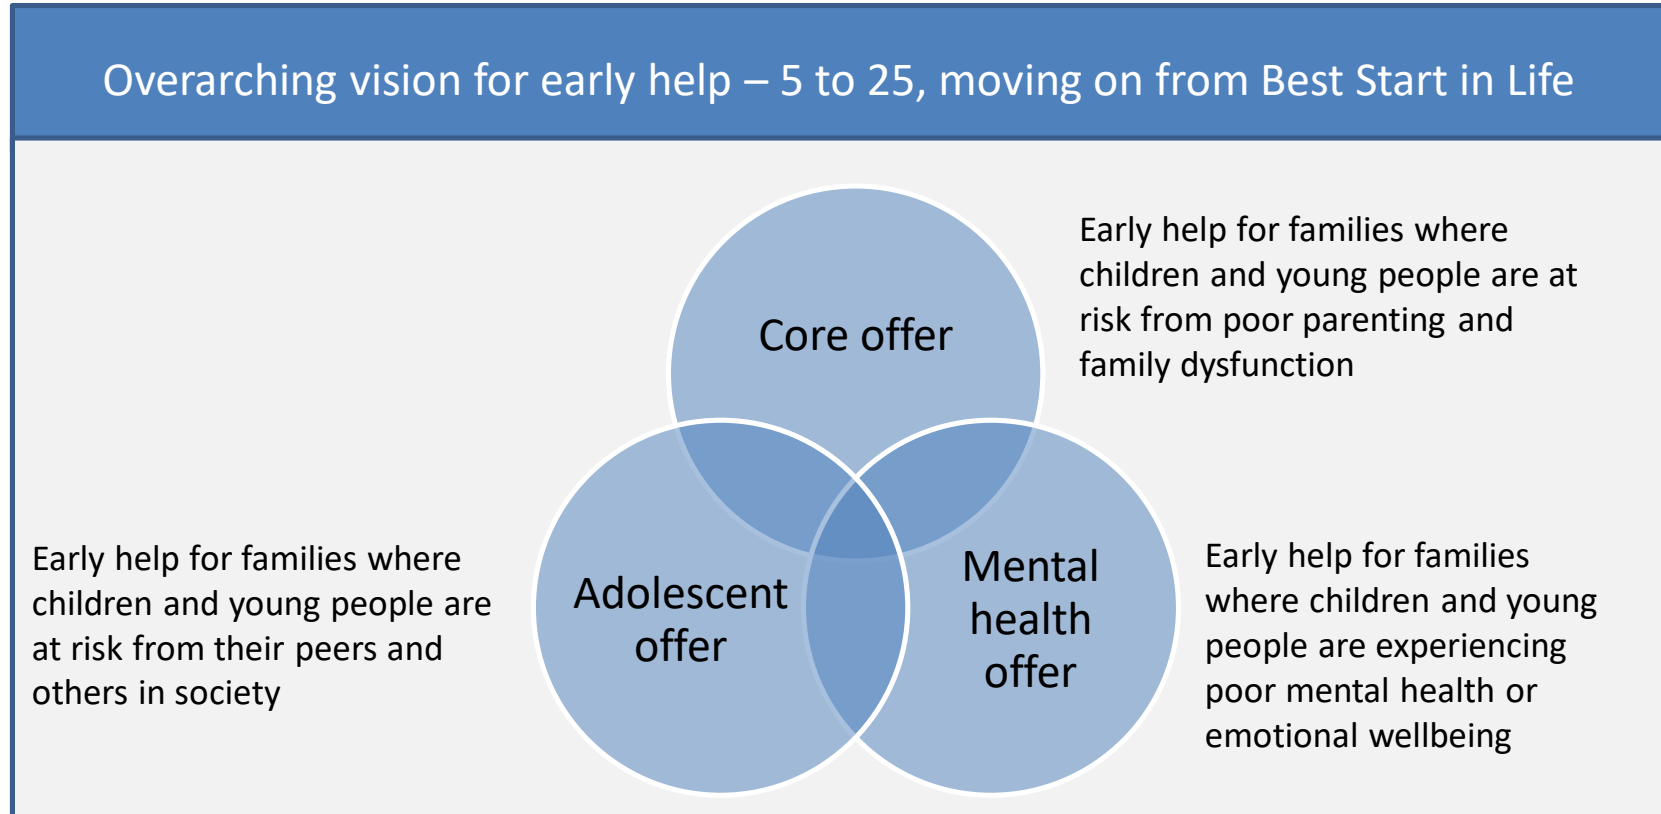 Overarching vision for early help – 5 to 25, moving on from Best Start in Life
Core offer
Early help for families where
children and young people are at
risk from poor parenting and
family dysfunction
Early help for families where
children and young people are
at risk from their peers and
others in society
Adolescent
offer
Mental
health
offer
Early help for families
where children and young
people are experiencing
poor mental health or
emotional wellbeing